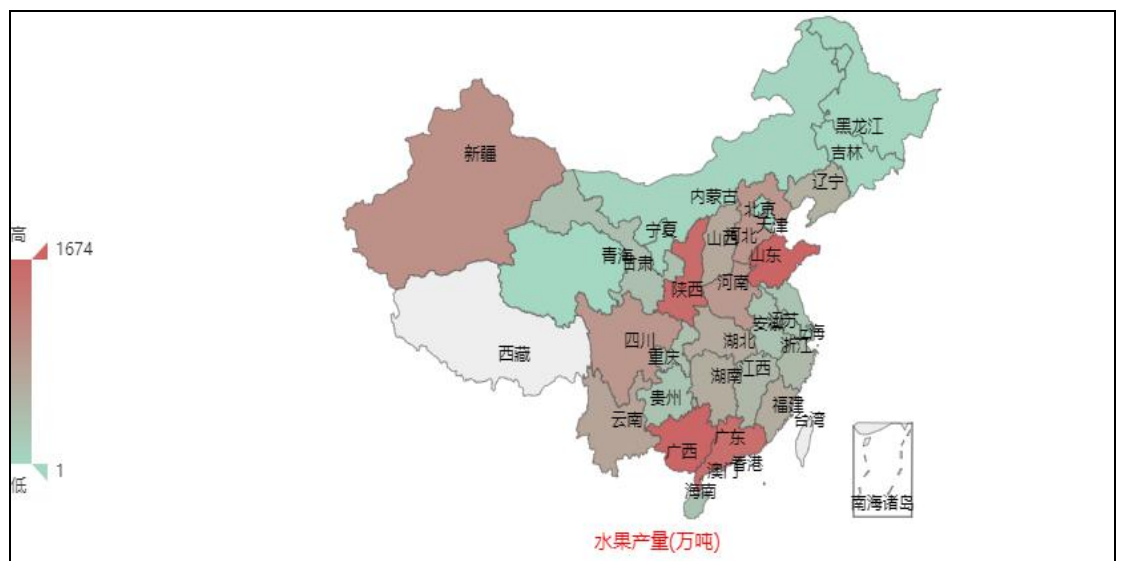 黑龙江
吉林
新疆
辽宁
内蒙古
北京
天津
宁夏
山西
河北
高
1674
青海
甘肃
山东
陕西
河南
安徽
江苏
上海
四川
湖北
浙江
西藏
重庆
湖南
江西
贵州
福建
云南
台湾
广西
广东
香港
澳门
1
低
海南
南海诸岛
水果产量(万吨)